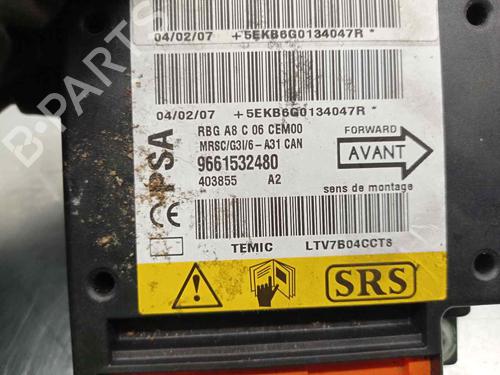 04/02/07 +5EKB6G0134047R *
04/02/07 +5EKB6G0134047R *
PSA
RBG A8 C 06 CEM00
MRSC/G3I/6-A31 CAN
9661532480
403855 A2
FORWARD
AVANT
sens de montage
CE
TEMIC LTV7B04CCT8
SRS
B-PARTS